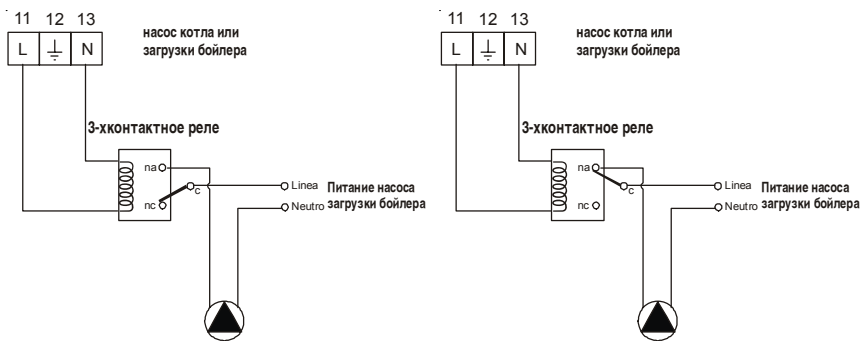 11 12 13
L N
насос котла или
загрузки бойлера
3-хконтактное реле
na
nc
c
Linea
Neutro
Питание насоса
загрузки бойлера
11 12 13
L N
насос котла или
загрузки бойлера
3-хконтактное реле
na
nc
c
Linea
Neutro
Питание насоса
загрузки бойлера